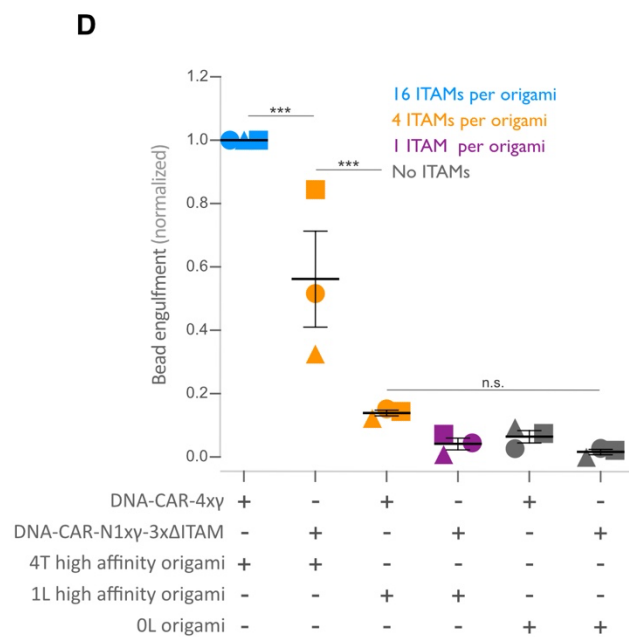 D
1.2
16 ITAMs per origami
4 ITAMs per origami
1 ITAM per origami
No ITAMs
***
1.0
***
0.8
0.6
0.4
n.s.
0.2
0.0
Bead engulfment (normalized)
DNA-CAR-4xγ + - + - + -
DNA-CAR-N1xγ-3xΔITAM - + - + - +
4T high affinity origami + + - - - -
1L high affinity origami - - + + - -
0L origami - - - - + +